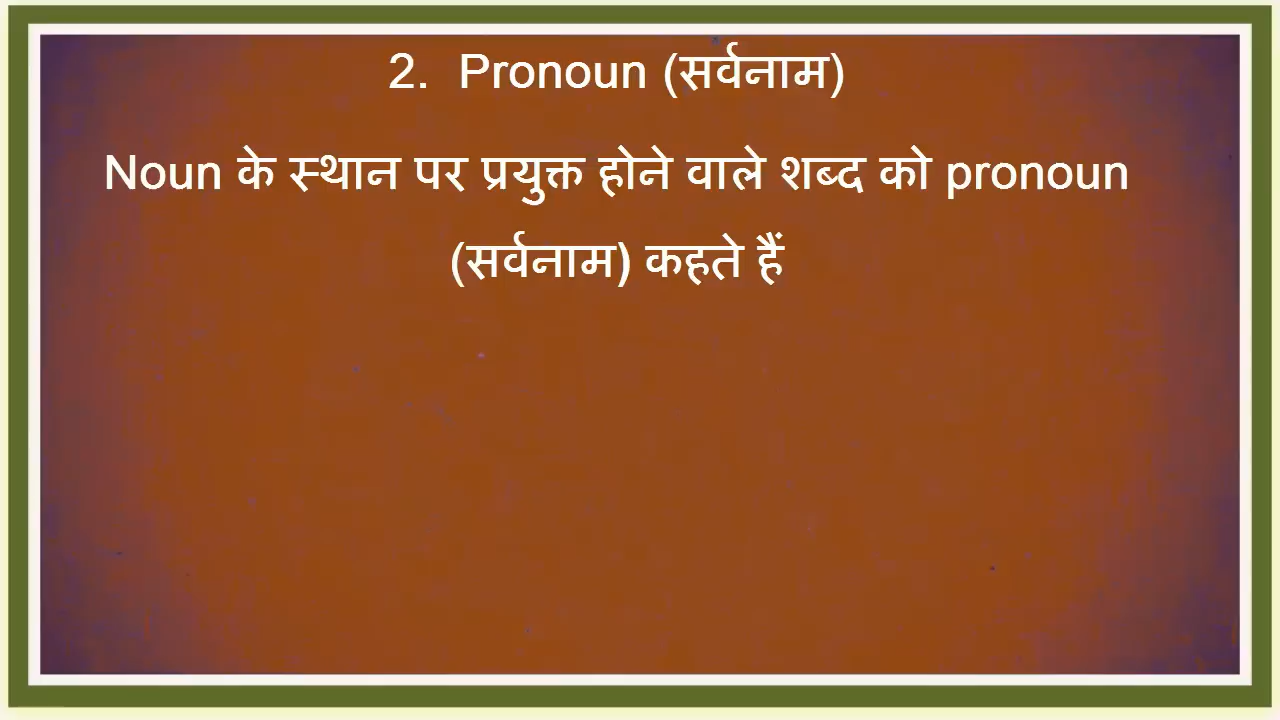 2. Pronoun (सर्वनाम)
Noun के स्थान पर प्रयुक्त होने वाले शब्द को pronoun
(सर्वनाम) कहते हैं